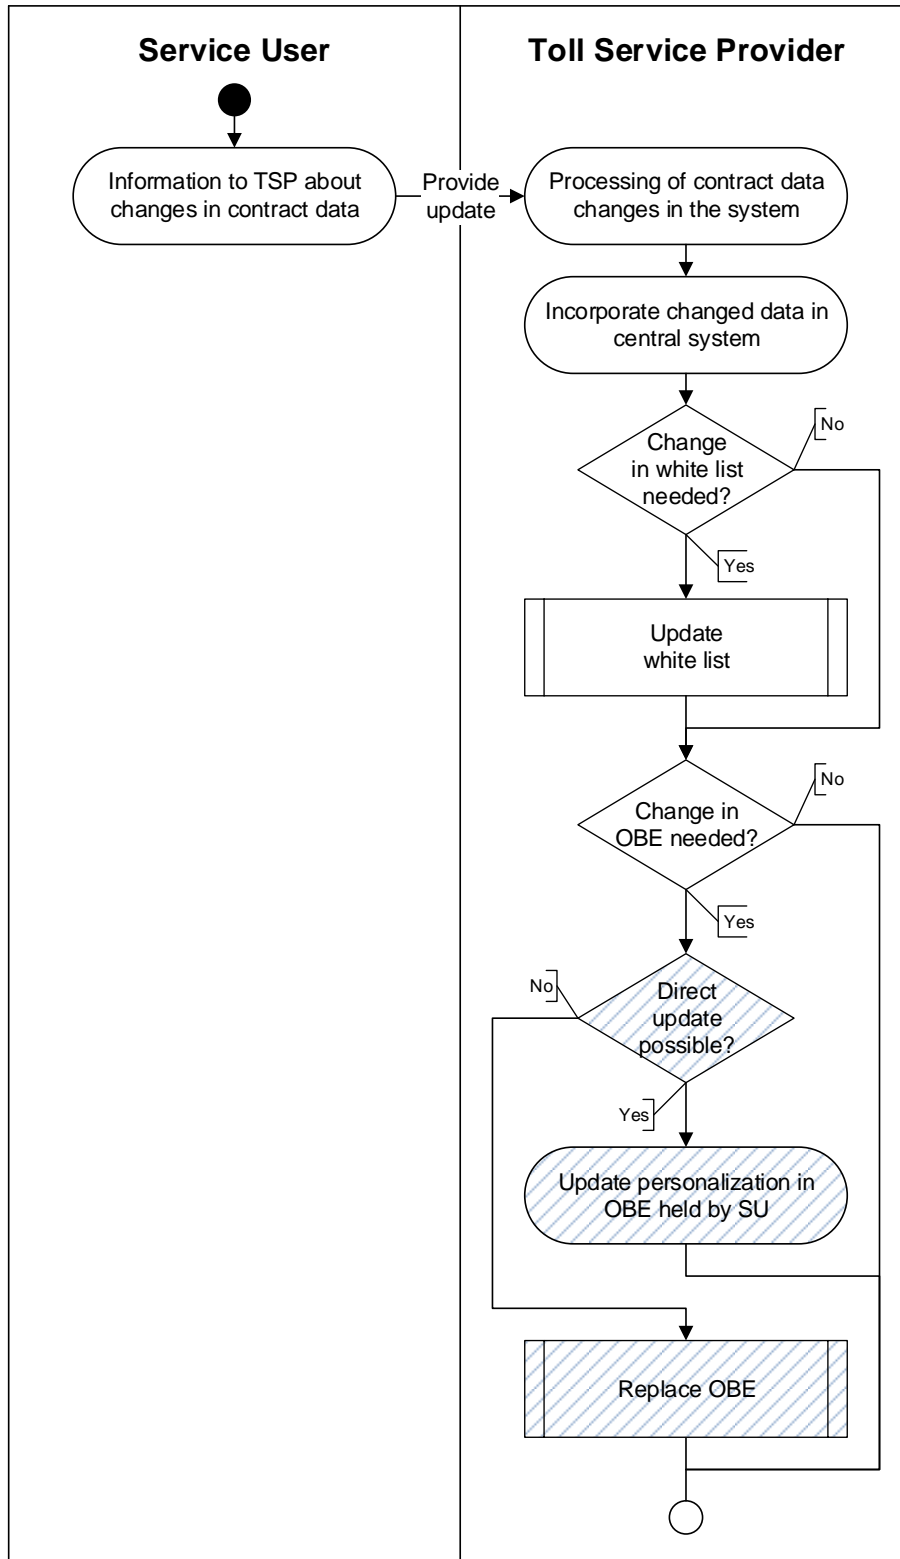 Service User
Toll Service Provider
Information to TSP about
changes in contract data
Provide
update
Processing of contract data
changes in the system
Incorporate changed data in
central system
Change
in white list
needed?
No
Yes
Update
white list
Change in
OBE needed?
No
Yes
Direct
update
possible?
No
Yes
Update personalization in
OBE held by SU
Replace OBE